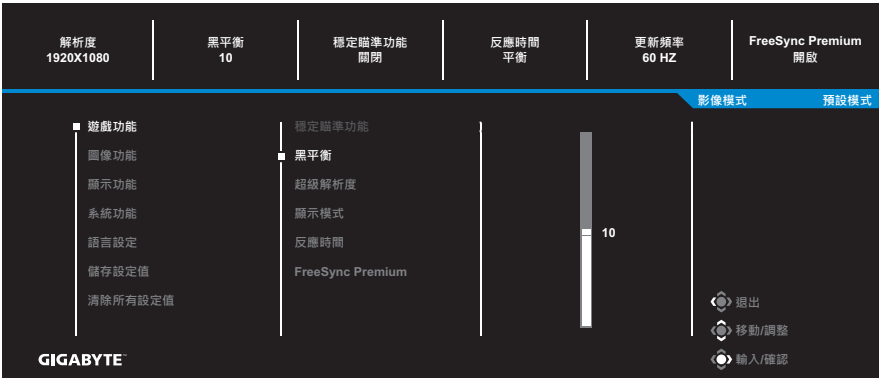 解析度
1920X1080
黑平衡
10
穩定瞄準功能
關閉
反應時間
平衡
更新頻率
60 HZ
FreeSync Premium
開啟
影像模式 預設模式
遊戲功能
圖像功能
顯示功能
系統功能
語言設定
儲存設定值
清除所有設定值
穩定瞄準功能
黑平衡
超級解析度
顯示模式
反應時間
FreeSync Premium
10
退出
移動/調整
輸入/確認
GIGABYTE™